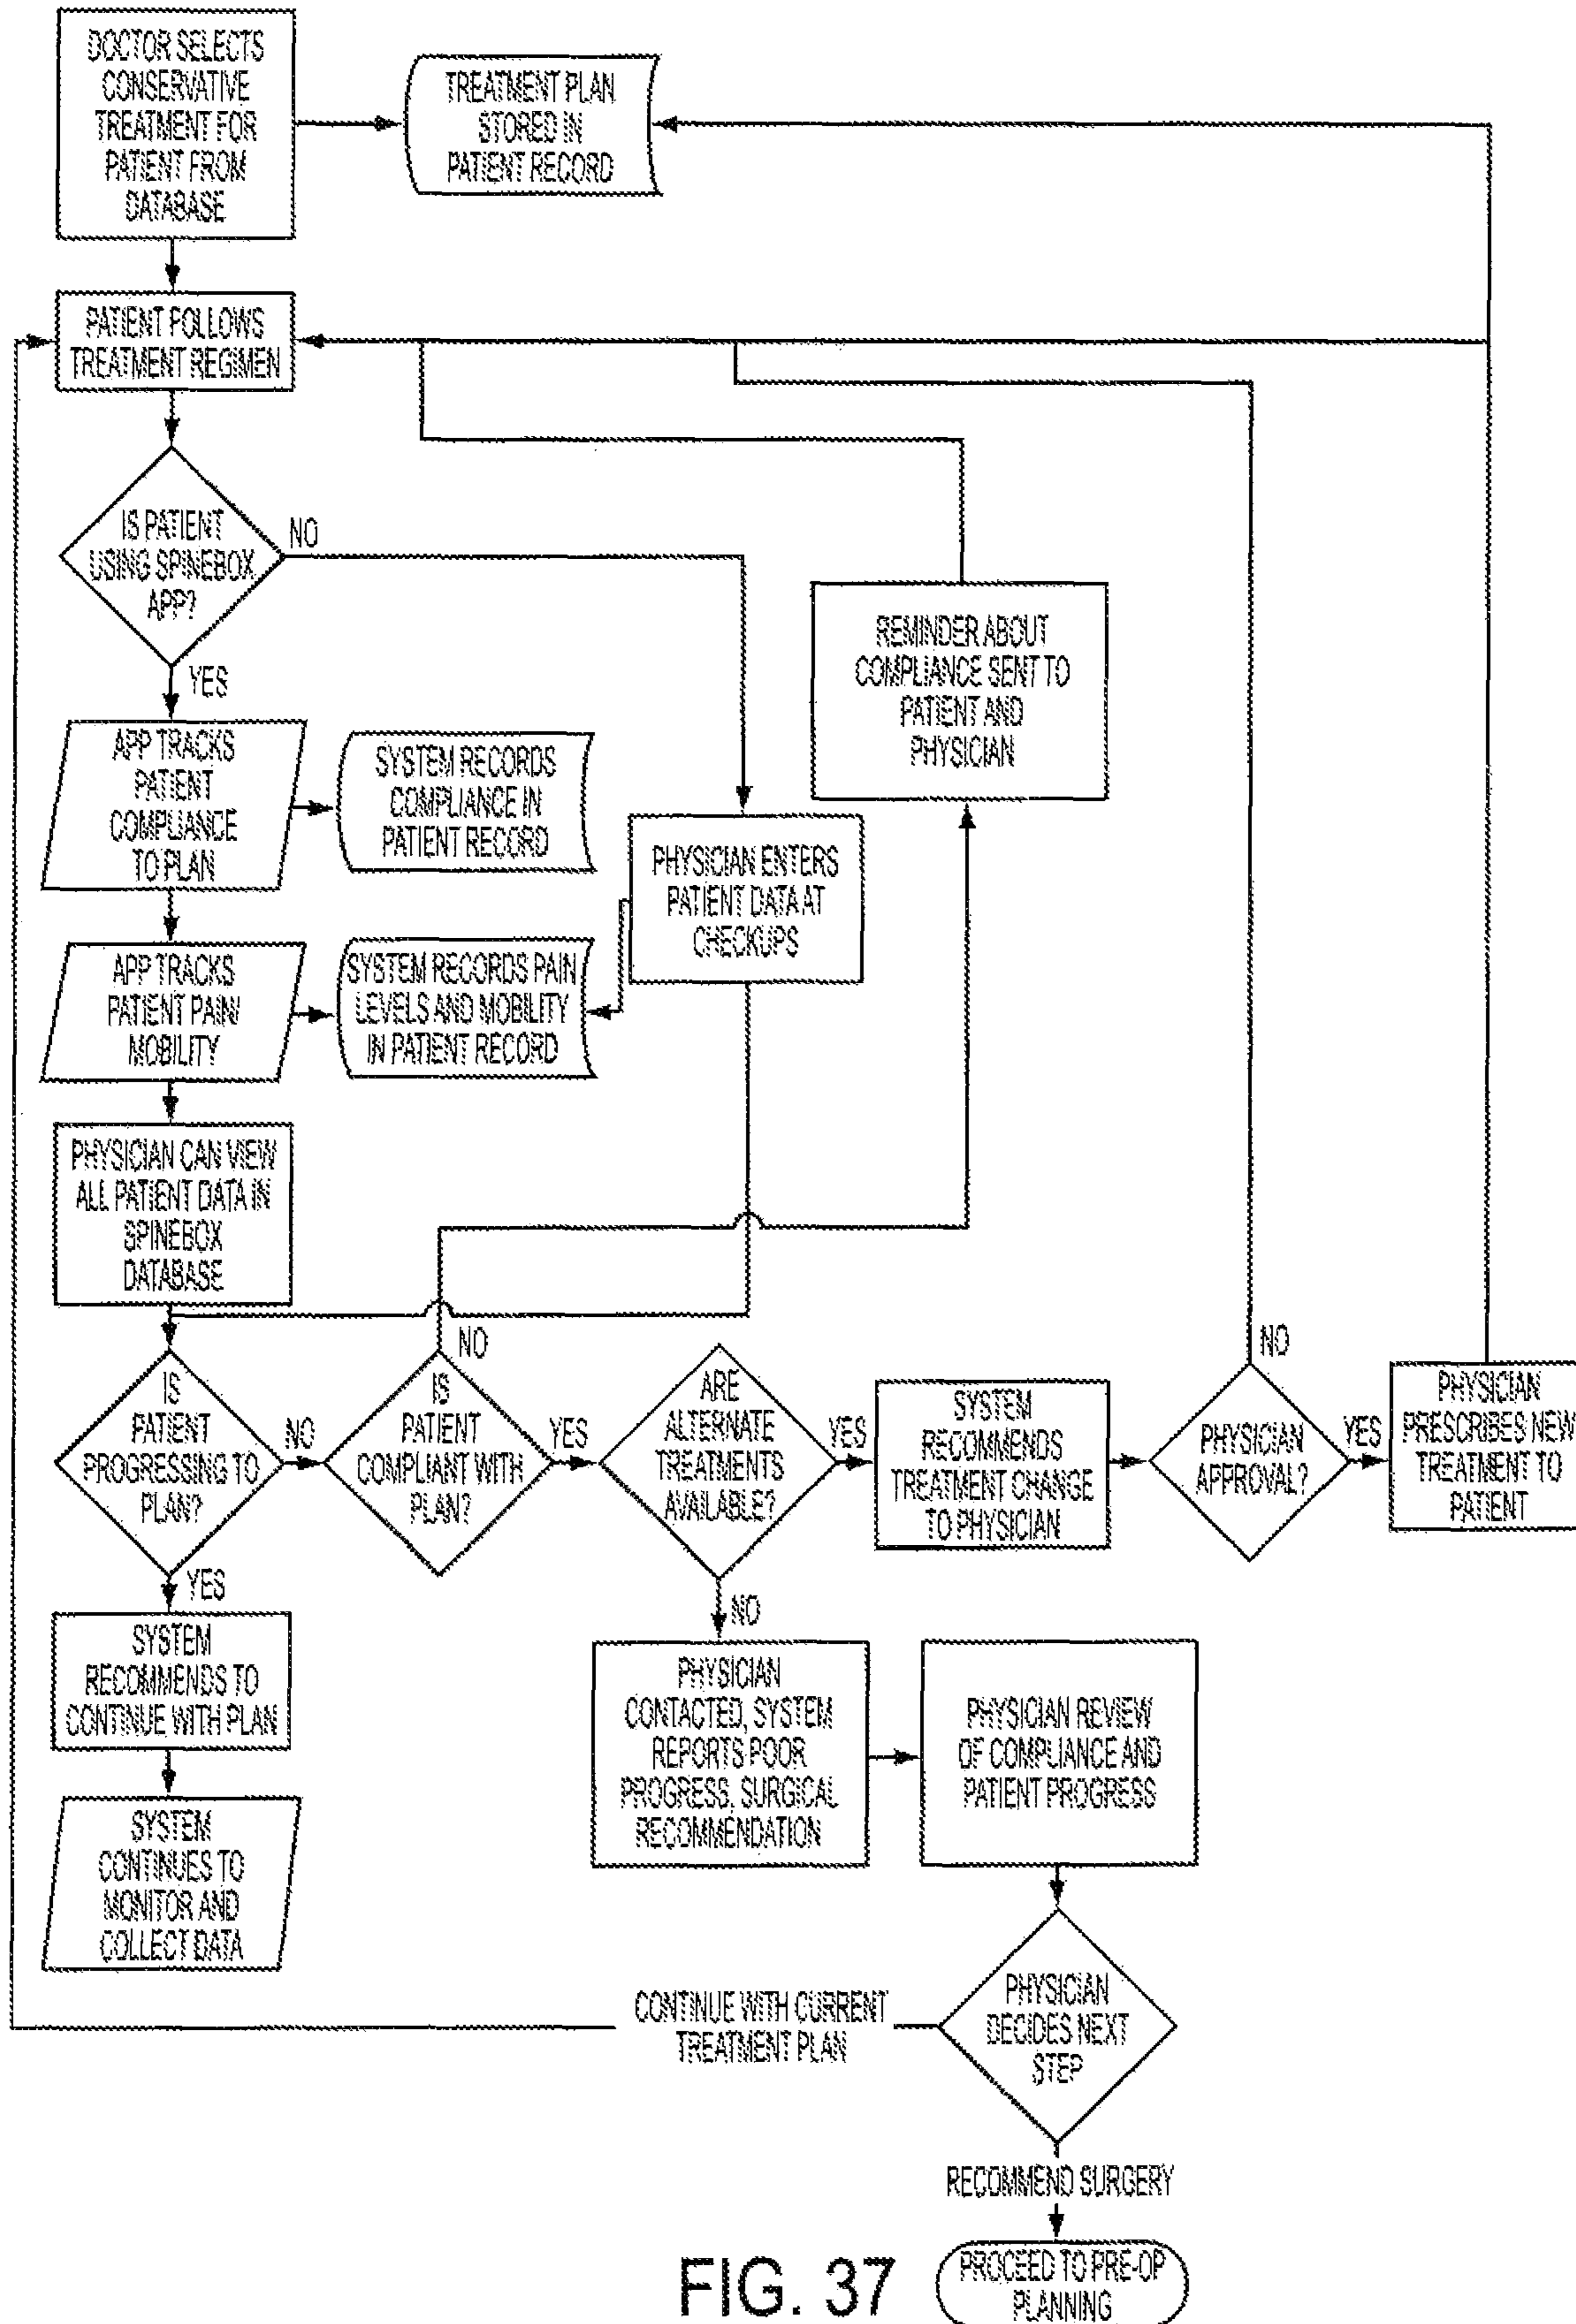 DOCTOR SELECTS
CONSERVATIVE
TREATMENT FOR
PATIENT FROM
DATABASE
TREATMENT PLAN
STORED IN
PATIENT RECORD
PATIENT FOLLOWS
TREATMENT REGIMEN
IS PATIENT
USING SPINEBOX
APP?
NO
YES
REMINDER ABOUT
COMPLIANCE SENT TO
PATIENT AND
PHYSICIAN
APP TRACKS
PATIENT
COMPLIANCE
TO PLAN
SYSTEM RECORDS
COMPLIANCE IN
PATIENT RECORD
PHYSICIAN ENTERS
PATIENT DATA AT
CHECKUPS
APP TRACKS
PATIENT PAIN/
MOBILITY
SYSTEM RECORDS PAIN
LEVELS AND MOBILITY
IN PATIENT RECORD
PHYSICIAN CAN VIEW
ALL PATIENT DATA IN
SPINEBOX
DATABASE
IS
PATIENT
PROGRESSING TO
PLAN?
NO
YES
IS
PATIENT
COMPLIANT WITH
PLAN?
NO
YES
ARE
ALTERNATE
TREATMENTS
AVAILABLE?
YES
NO
SYSTEM
RECOMMENDS
TREATMENT CHANGE
TO PHYSICIAN
PHYSICIAN
APPROVAL?
NO
YES
PHYSICIAN
PRESCRIBES NEW
TREATMENT TO
PATIENT
SYSTEM
RECOMMENDS TO
CONTINUE WITH PLAN
PHYSICIAN
CONTACTED, SYSTEM
REPORTS POOR
PROGRESS, SURGICAL
RECOMMENDATION
PHYSICIAN REVIEW
OF COMPLIANCE AND
PATIENT PROGRESS
SYSTEM
CONTINUES TO
MONITOR AND
COLLECT DATA
CONTINUE WITH CURRENT
TREATMENT PLAN
PHYSICIAN
DECIDES NEXT
STEP
RECOMMEND SURGERY
PROCEED TO PRE-OP
PLANNING
FIG. 37